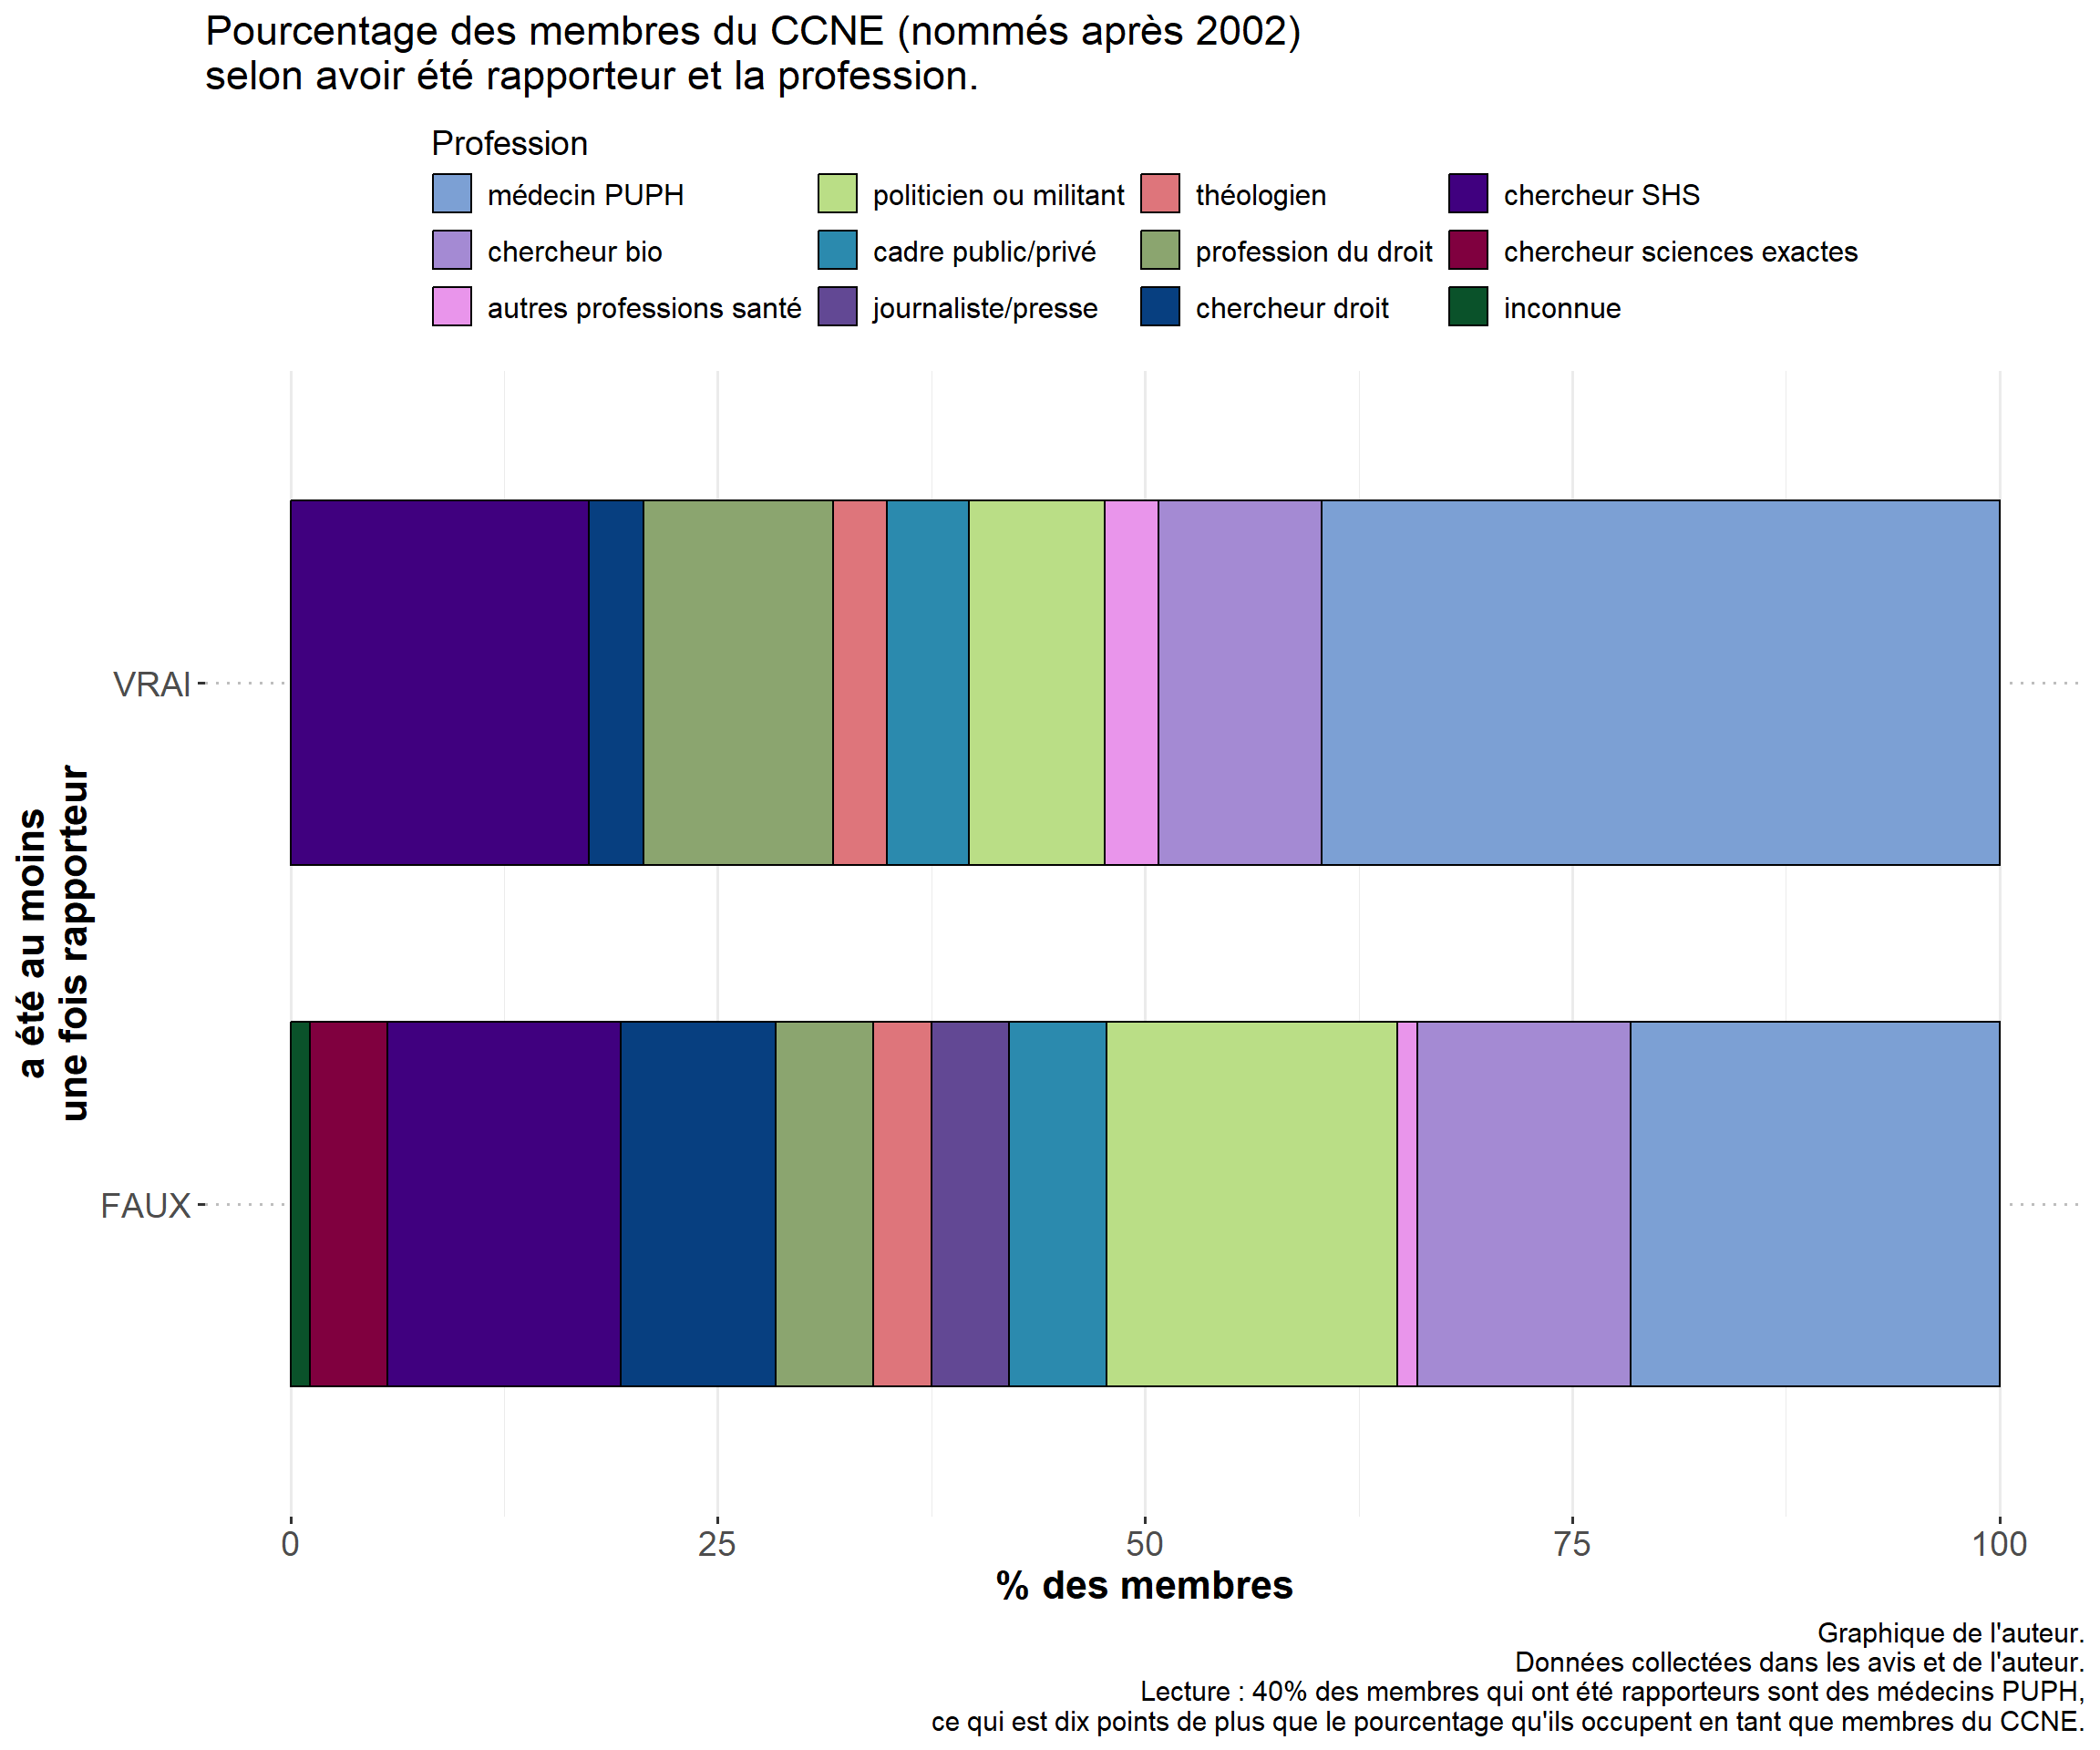 Pourcentage des membres du CCNE (nommés après 2002)
selon avoir été rapporteur et la profession.
Profession
médecin PUPH
politicien ou militant
théologien
chercheur SHS
chercheur bio
cadre public/privé
profession du droit
chercheur sciences exactes
autres professions santé
journaliste/presse
chercheur droit
inconnue
a été au moins
une fois rapporteur
VRAI
FAUX
0 25 50 75 100
% des membres
Graphique de l'auteur.
Données collectées dans les avis et de l'auteur.
Lecture : 40% des membres qui ont été rapporteurs sont des médecins PUPH,
ce qui est dix points de plus que le pourcentage qu'ils occupent en tant que membres du CCNE.